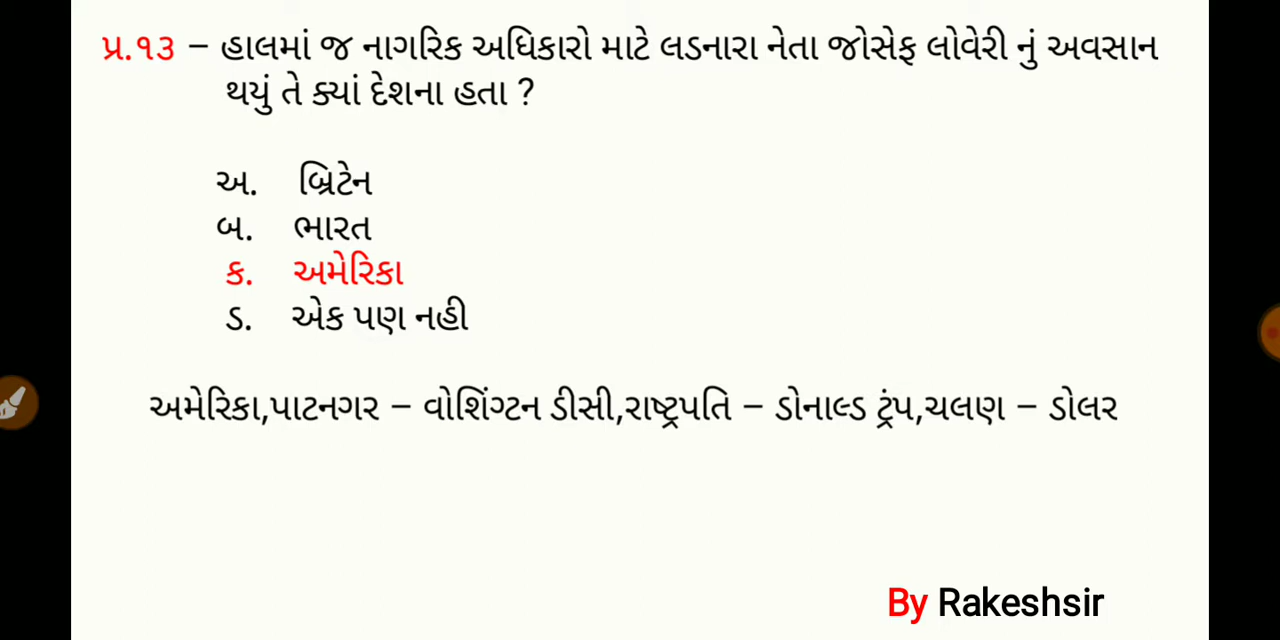 પ્ર.૧૩ – હાલમાં જ નાગરિક અધિકારો માટે લડનારા નેતા જોસેફ લોવેરી નું અવસાન
થયું તે ક્યાં દેશના હતા ?
અ. બ્રિટેન
બ. ભારત
ક. અમેરિકા
ડ. એક પણ નહી
અમેરિકા,પાટનગર – વોશિંગ્ટન ડીસી,રાષ્ટ્રપતિ – ડોનાલ્ડ ટ્રંપ,ચલણ – ડોલર
By Rakeshsir